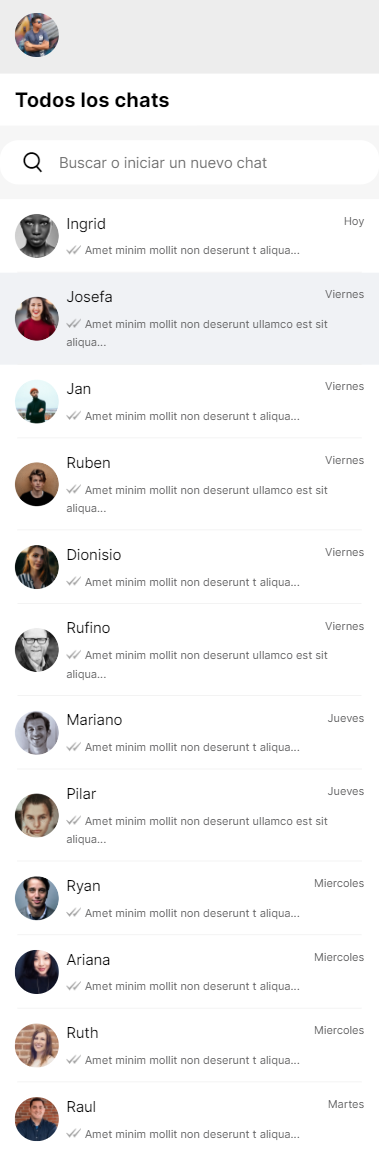 Todos los chats
Buscar o iniciar un nuevo chat
Ingrid
Hoy
Amet minim mollit non deserunt t aliqua...
Josefa
Viernes
Amet minim mollit non deserunt ullamco est sit
aliqua...
Jan
Viernes
Amet minim mollit non deserunt t aliqua...
Ruben
Viernes
Amet minim mollit non deserunt ullamco est sit
aliqua...
Dionisio
Viernes
Amet minim mollit non deserunt t aliqua...
Rufino
Viernes
Amet minim mollit non deserunt ullamco est sit
aliqua...
Mariano
Jueves
Amet minim mollit non deserunt t aliqua...
Pilar
Jueves
Amet minim mollit non deserunt ullamco est sit
aliqua...
Ryan
Miercoles
Amet minim mollit non deserunt t aliqua...
Ariana
Miercoles
Amet minim mollit non deserunt t aliqua...
Ruth
Miercoles
Amet minim mollit non deserunt t aliqua...
Raul
Martes
Amet minim mollit non deserunt t aliqua...